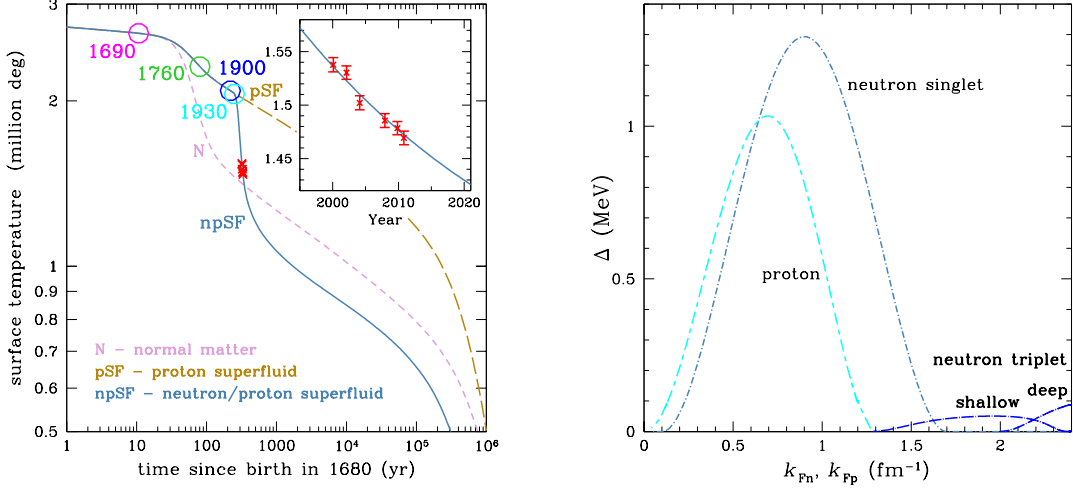 3
2
1
0.9
0.8
0.7
0.6
0.5
surface temperature (million deg)
1690
1760
1900
1930
pSF
N
npSF
1.55
1.5
1.45
2000
2010
2020
Year
N – normal matter
pSF – proton superfluid
npSF – neutron/proton superfluid
1
10
100
1000
10⁴
10⁵
10⁶
time since birth in 1680 (yr)
1
0.5
0
Δ (MeV)
neutron singlet
proton
neutron triplet
deep
shallow
0
0.5
1
1.5
2
k_Fn, k_Fp (fm⁻¹)